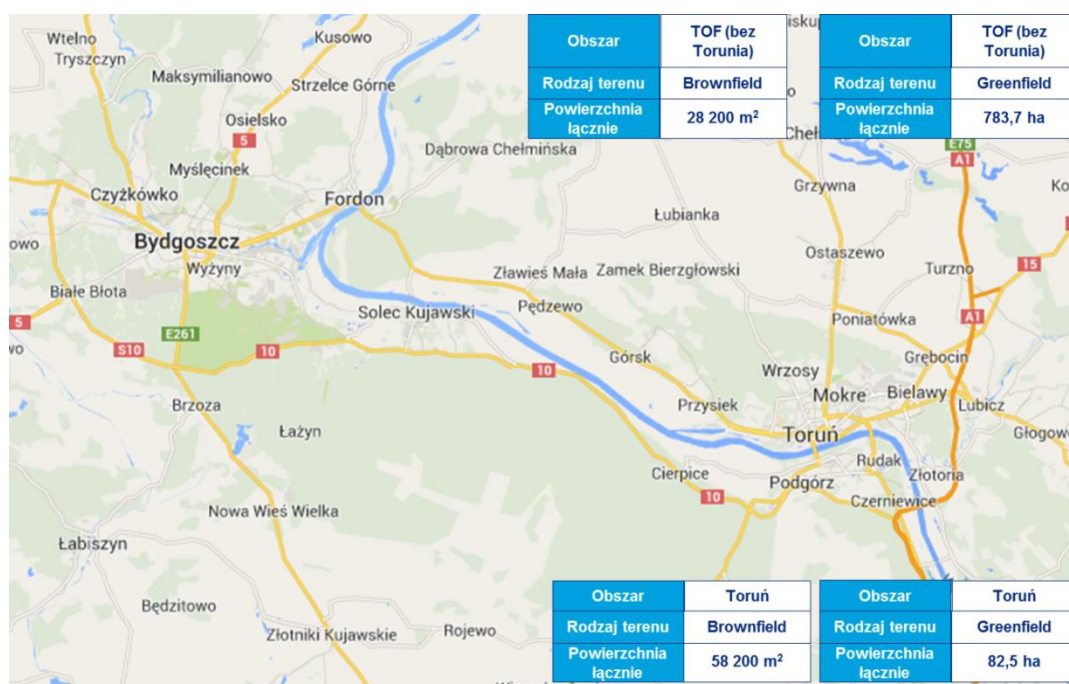 Obszar
TOF (bez
Torunia)
Rodzaj terenu
Brownfield
Powierzchnia
łącznie
28 200 m²
Obszar
TOF (bez
Torunia)
Rodzaj terenu
Greenfield
Powierzchnia
łącznie
783,7 ha
Wtelno
Tryszczyn
Kusowo
Maksymilianowo
Strzelce Górne
Osielsko
5
Dąbrowa Chełmińska
E75
A1
Myślęcinek
Czyżkówko
Fordon
Grzywna
Łubianka
Bydgoszcz
Wyżyny
Ostaszewo
Turzno
15
Białe Błota
Zławieś Mała
Zamek Bierzgłowski
Pędzewo
Solec Kujawski
5
E261
A1
Poniatówka
S10
10
10
Górsk
Grębocin
Wrzosy
Mokre
Bielawy
Brzoza
Przysiek
Lubicz
Łażyn
Toruń
Głogowo
Rudak
Cierpice
Podgórz
Złotoria
10
Czerniewice
Nowa Wieś Wielka
Łabiszyn
Będzitowo
Złotniki Kujawskie
Rojewo
Obszar
Toruń
Rodzaj terenu
Brownfield
Powierzchnia
łącznie
58 200 m²
Obszar
Toruń
Rodzaj terenu
Greenfield
Powierzchnia
łącznie
82,5 ha